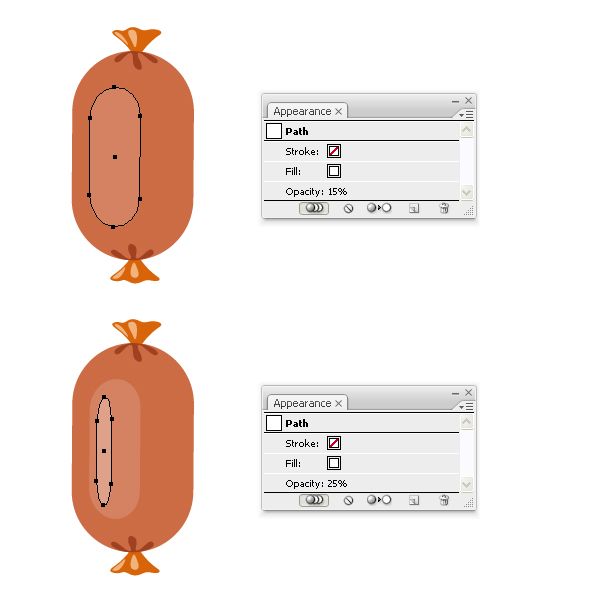 Appearance
Path
Stroke:
Fill:
Opacity: 15%
Appearance
Path
Stroke:
Fill:
Opacity: 25%